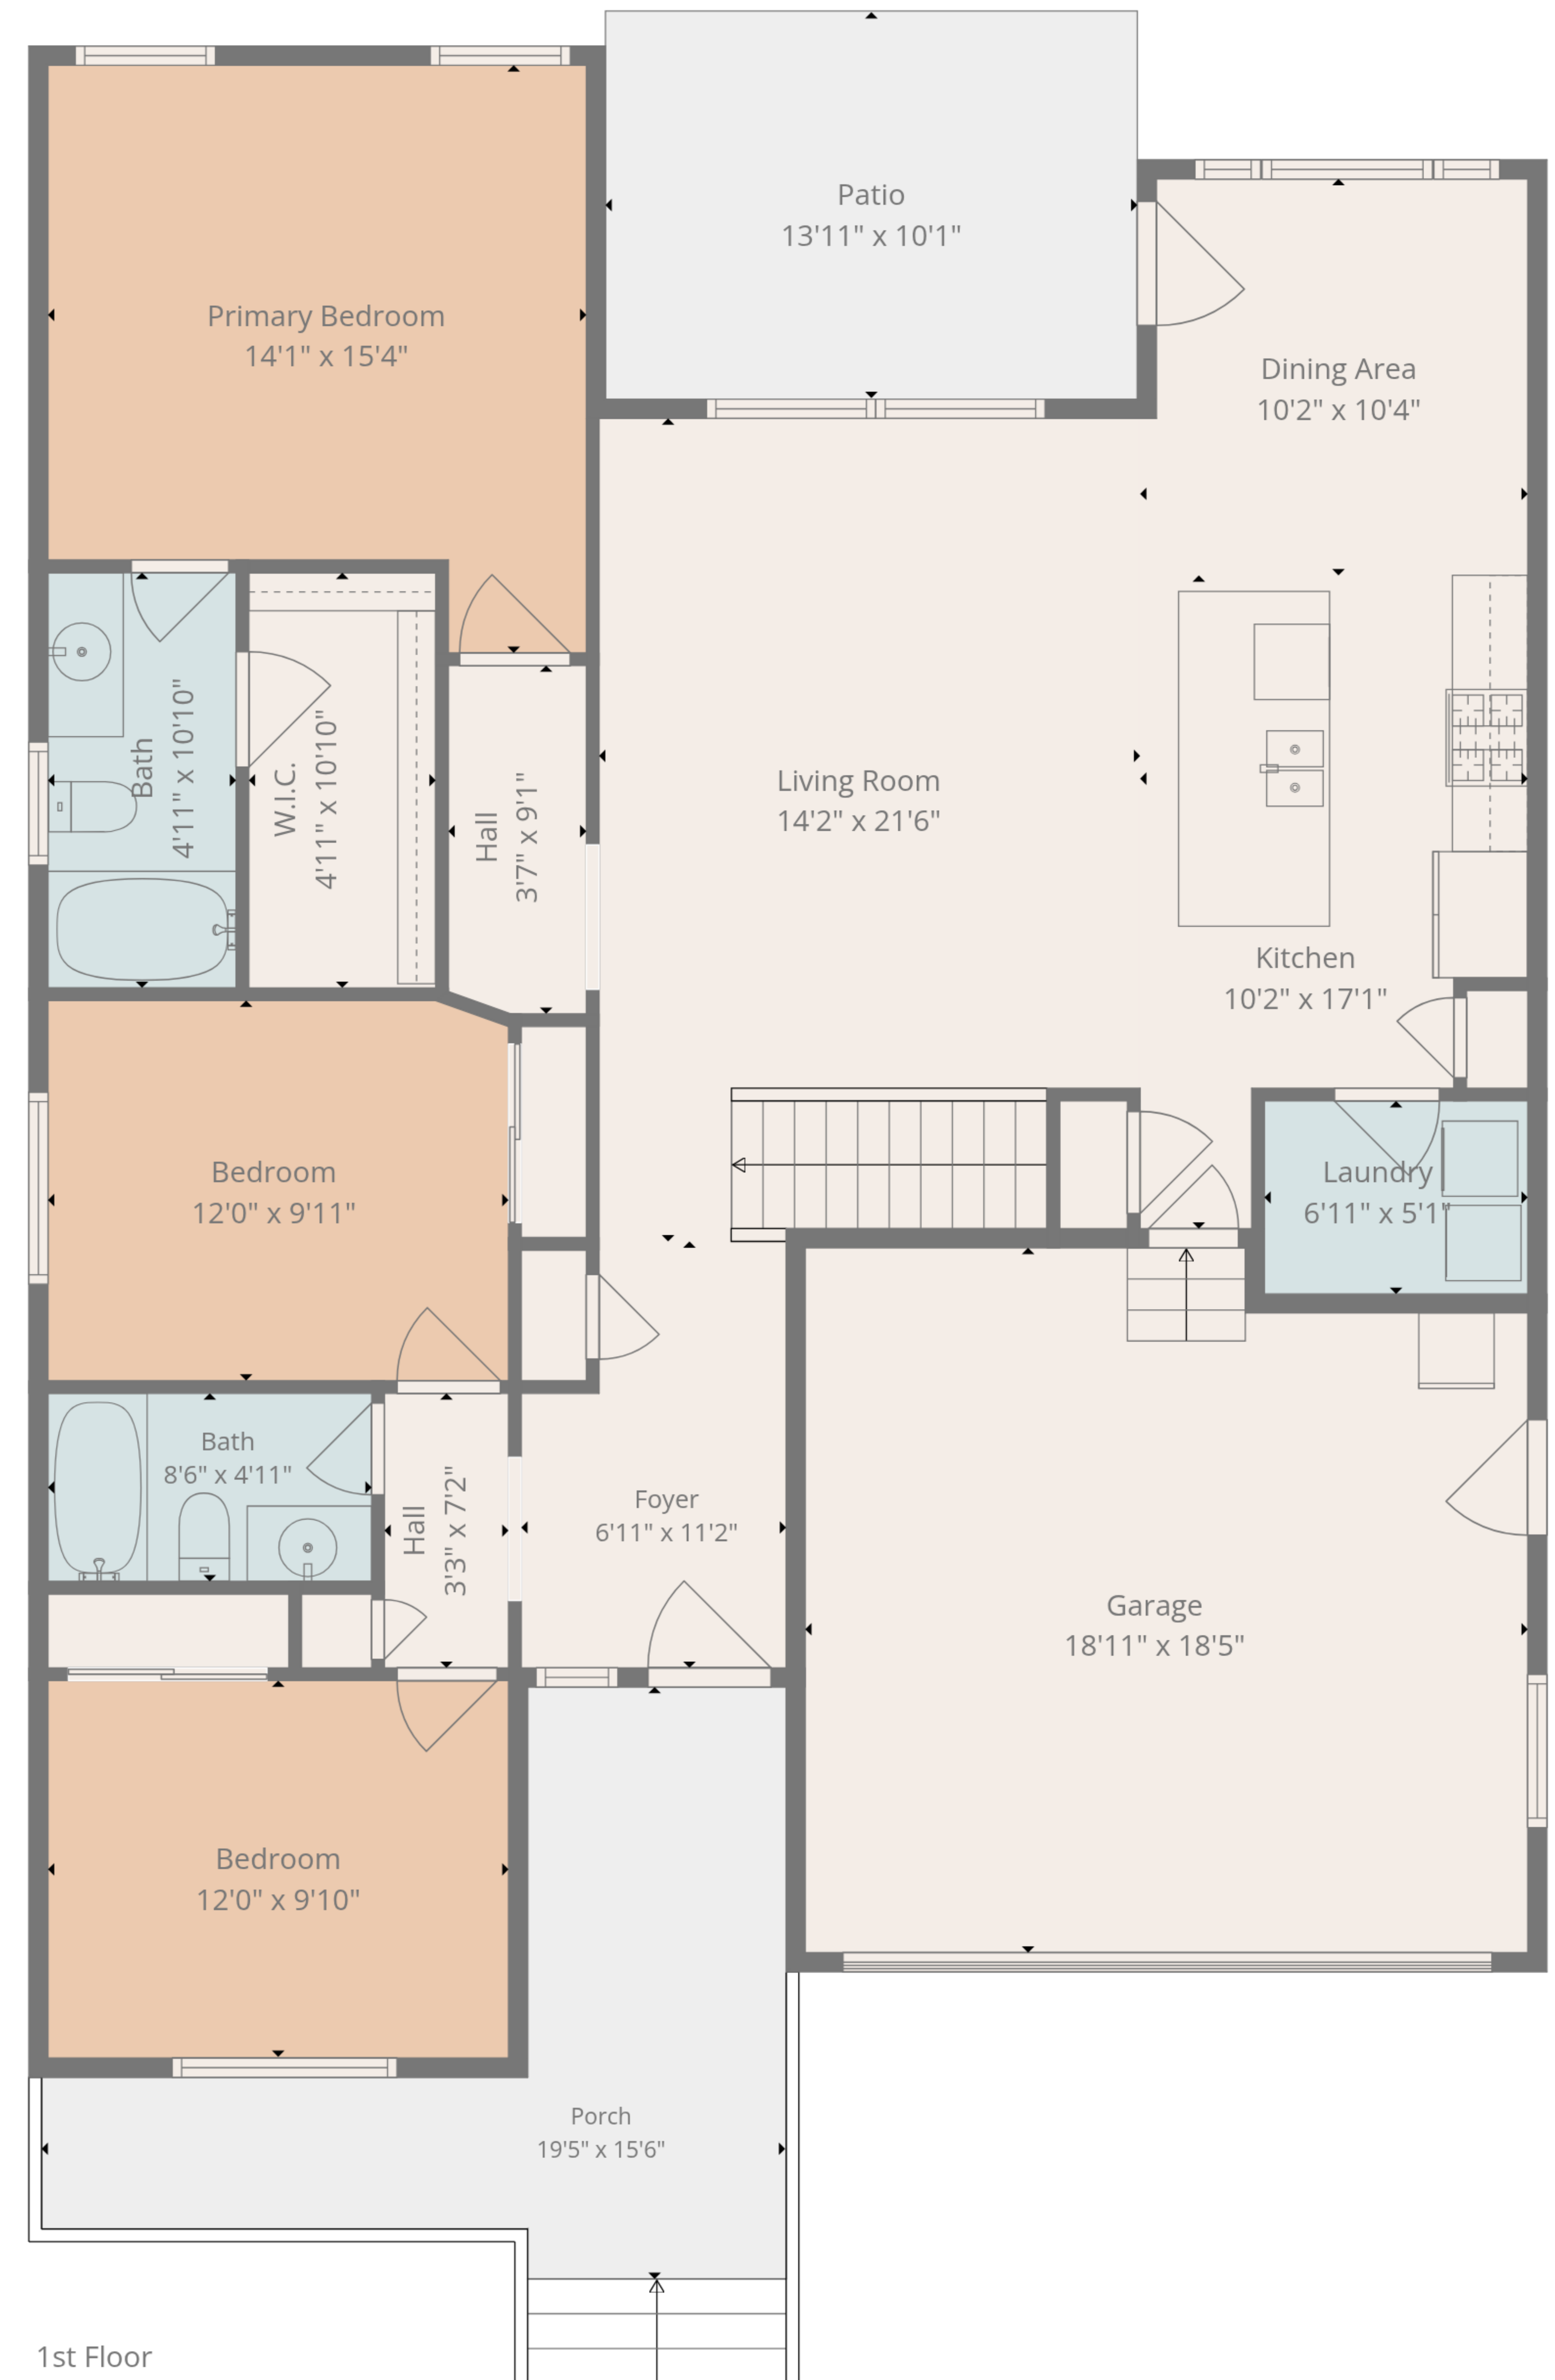 Patio
13'11" x 10'1"
Primary Bedroom
14'1" x 15'4"
Dining Area
10'2" x 10'4"
Bath
4'11" x 10'10"
W.I.C.
4'11" x 10'10"
Hall
3'7" x 9'1"
Living Room
14'2" x 21'6"
Kitchen
10'2" x 17'1"
Bedroom
12'0" x 9'11"
Laundry
6'11" x 5'1"
Bath
8'6" x 4'11"
Hall
3'3" x 7'2"
Foyer
6'11" x 11'2"
Garage
18'11" x 18'5"
Bedroom
12'0" x 9'10"
Porch
19'5" x 15'6"
1st Floor